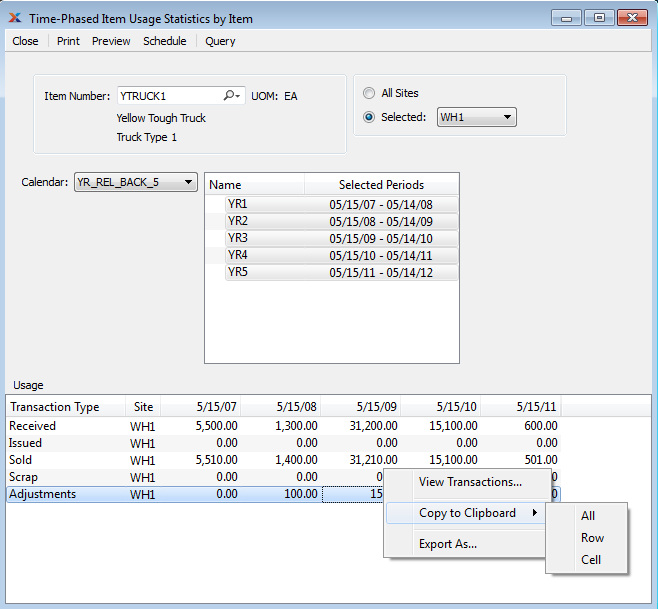 Time-Phased Item Usage Statistics by Item
Close Print Preview Schedule Query
Item Number: YTRUCK1 UOM: EA
Yellow Tough Truck
Truck Type 1
All Sites
Selected: WH1
Calendar: YR_REL_BACK_5
Name Selected Periods
YR1 05/15/07 - 05/14/08
YR2 05/15/08 - 05/14/09
YR3 05/15/09 - 05/14/10
YR4 05/15/10 - 05/14/11
YR5 05/15/11 - 05/14/12
Usage
Transaction Type Site 5/15/07 5/15/08 5/15/09 5/15/10 5/15/11
Received WH1 5,500.00 1,300.00 31,200.00 15,100.00 600.00
Issued WH1 0.00 0.00 0.00 0.00 0.00
Sold WH1 5,510.00 1,400.00 31,210.00 15,100.00 501.00
Scrap WH1 0.00 0.00 0
Adjustments WH1 0.00 100.00 15
View Transactions...
Copy to Clipboard
Export As...
All
Row
Cell